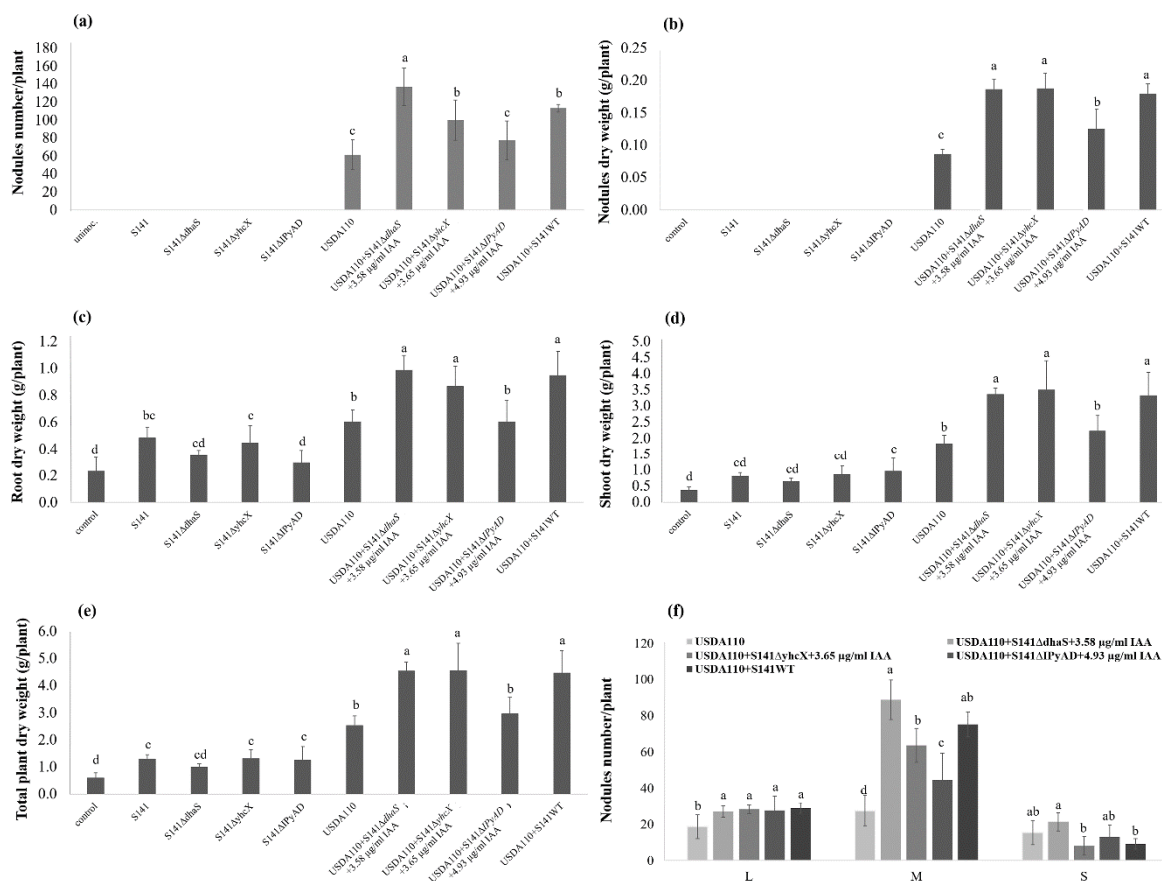 (a)
Nodules number/plant
180
160
140
120
100
80
60
40
20
0
c
a
b
c
b
uninoc.
S141
S141ΔdhaS
S141ΔyhcX
S141ΔIPyAD
USDA110
USDA110+S141ΔdhaS
+3.58 µg/ml IAA
USDA110+S141ΔyhcX
+3.65 µg/ml IAA
USDA110+S141ΔIPyAD
+4.93 µg/ml IAA
USDA110+S141WT
(b)
Nodules dry weight (g/plant)
0.25
0.20
0.15
0.10
0.05
0.00
c
a
a
b
a
control
S141
S141ΔdhaS
S141ΔyhcX
S141ΔIPyAD
USDA110
USDA110+S141ΔdhaS
+3.58 µg/ml IAA
USDA110+S141ΔyhcX
+3.65 µg/ml IAA
USDA110+S141ΔIPyAD
+4.93 µg/ml IAA
USDA110+S141WT
(c)
Root dry weight (g/plant)
1.2
1.0
0.8
0.6
0.4
0.2
0.0
d
bc
cd
c
d
b
a
a
b
a
control
S141
S141ΔdhaS
S141ΔyhcX
S141ΔIPyAD
USDA110
USDA110+S141ΔdhaS
+3.58 µg/ml IAA
USDA110+S141ΔyhcX
+3.65 µg/ml IAA
USDA110+S141ΔIPyAD
+4.93 µg/ml IAA
USDA110+S141WT
(d)
Shoot dry weight (g/plant)
5.0
4.5
4.0
3.5
3.0
2.5
2.0
1.5
1.0
0.5
0.0
d
cd
cd
cd
c
b
a
a
b
a
control
S141
S141ΔdhaS
S141ΔyhcX
S141ΔIPyAD
USDA110
USDA110+S141ΔdhaS
+3.58 µg/ml IAA
USDA110+S141ΔyhcX
+3.65 µg/ml IAA
USDA110+S141ΔIPyAD
+4.93 µg/ml IAA
USDA110+S141WT
(e)
Total plant dry weight (g/plant)
6.0
5.0
4.0
3.0
2.0
1.0
0.0
d
c
cd
c
c
b
a
a
b
a
control
S141
S141ΔdhaS
S141ΔyhcX
S141ΔIPyAD
USDA110
USDA110+S141ΔdhaS
+3.58 µg/ml IAA
USDA110+S141ΔyhcX
+3.65 µg/ml IAA
USDA110+S141ΔIPyAD
+4.93 µg/ml IAA
USDA110+S141WT
(f)
USDA110
USDA110+S141ΔdhaS+3.58 µg/ml IAA
USDA110+S141ΔyhcX+3.65 µg/ml IAA
USDA110+S141ΔIPyAD+4.93 µg/ml IAA
USDA110+S141WT
Nodules number/plant
120
100
80
60
40
20
0
b
a
a
a
a
d
a
b
c
ab
ab
a
b
ab
b
L
M
S